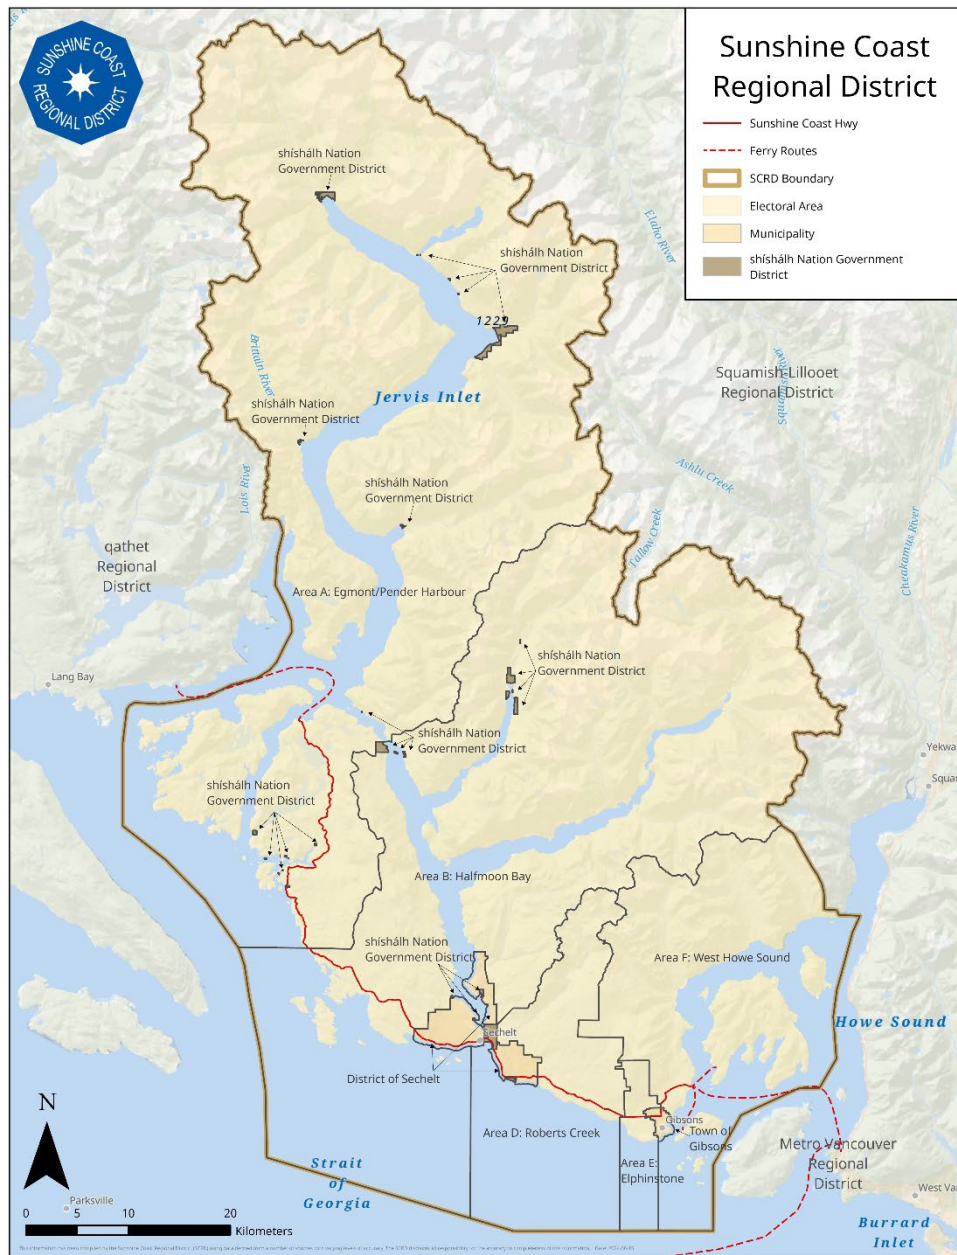 SUNSHINE COAST
REGIONAL DISTRICT
Sunshine Coast
Regional District
Sunshine Coast Hwy
Ferry Routes
SCRD Boundary
Electoral Area
Municipality
shíshálh Nation Government
District
shíshálh Nation
Government District
Elaho River
shíshálh Nation
Government District
1229
Brittain River
Jervis Inlet
Squamish-Lillooet
Regional District
shíshálh Nation
Government District
Lois River
Ashlu Creek
shíshálh Nation
Government District
Cheakamus River
qathet
Regional
District
Area A: Egmont/Pender Harbour
shíshálh Nation
Government District
Lang Bay
shíshálh Nation
Government District
Yekwa
Squar
shíshálh Nation
Government District
Area B: Halfmoon Bay
shíshálh Nation
Government District
Area F: West Howe Sound
Howe Sound
Sechelt
District of Sechelt
N
Gibsons
Town of
Gibsons
Area D: Roberts Creek
Area E:
Elphinstone
Metro Vancouver
Regional
District
Strait
of
Georgia
Parksville
West Van
Burrard
Inlet
0
5
10
20
Kilometers